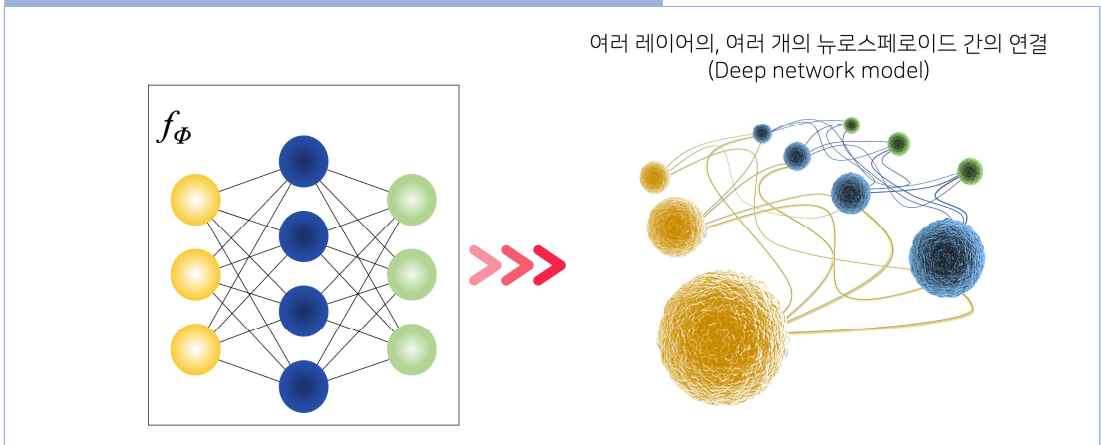 여러 레이어의, 여러 개의 뉴로스페로이드 간의 연결
(Deep network model)
f_Φ